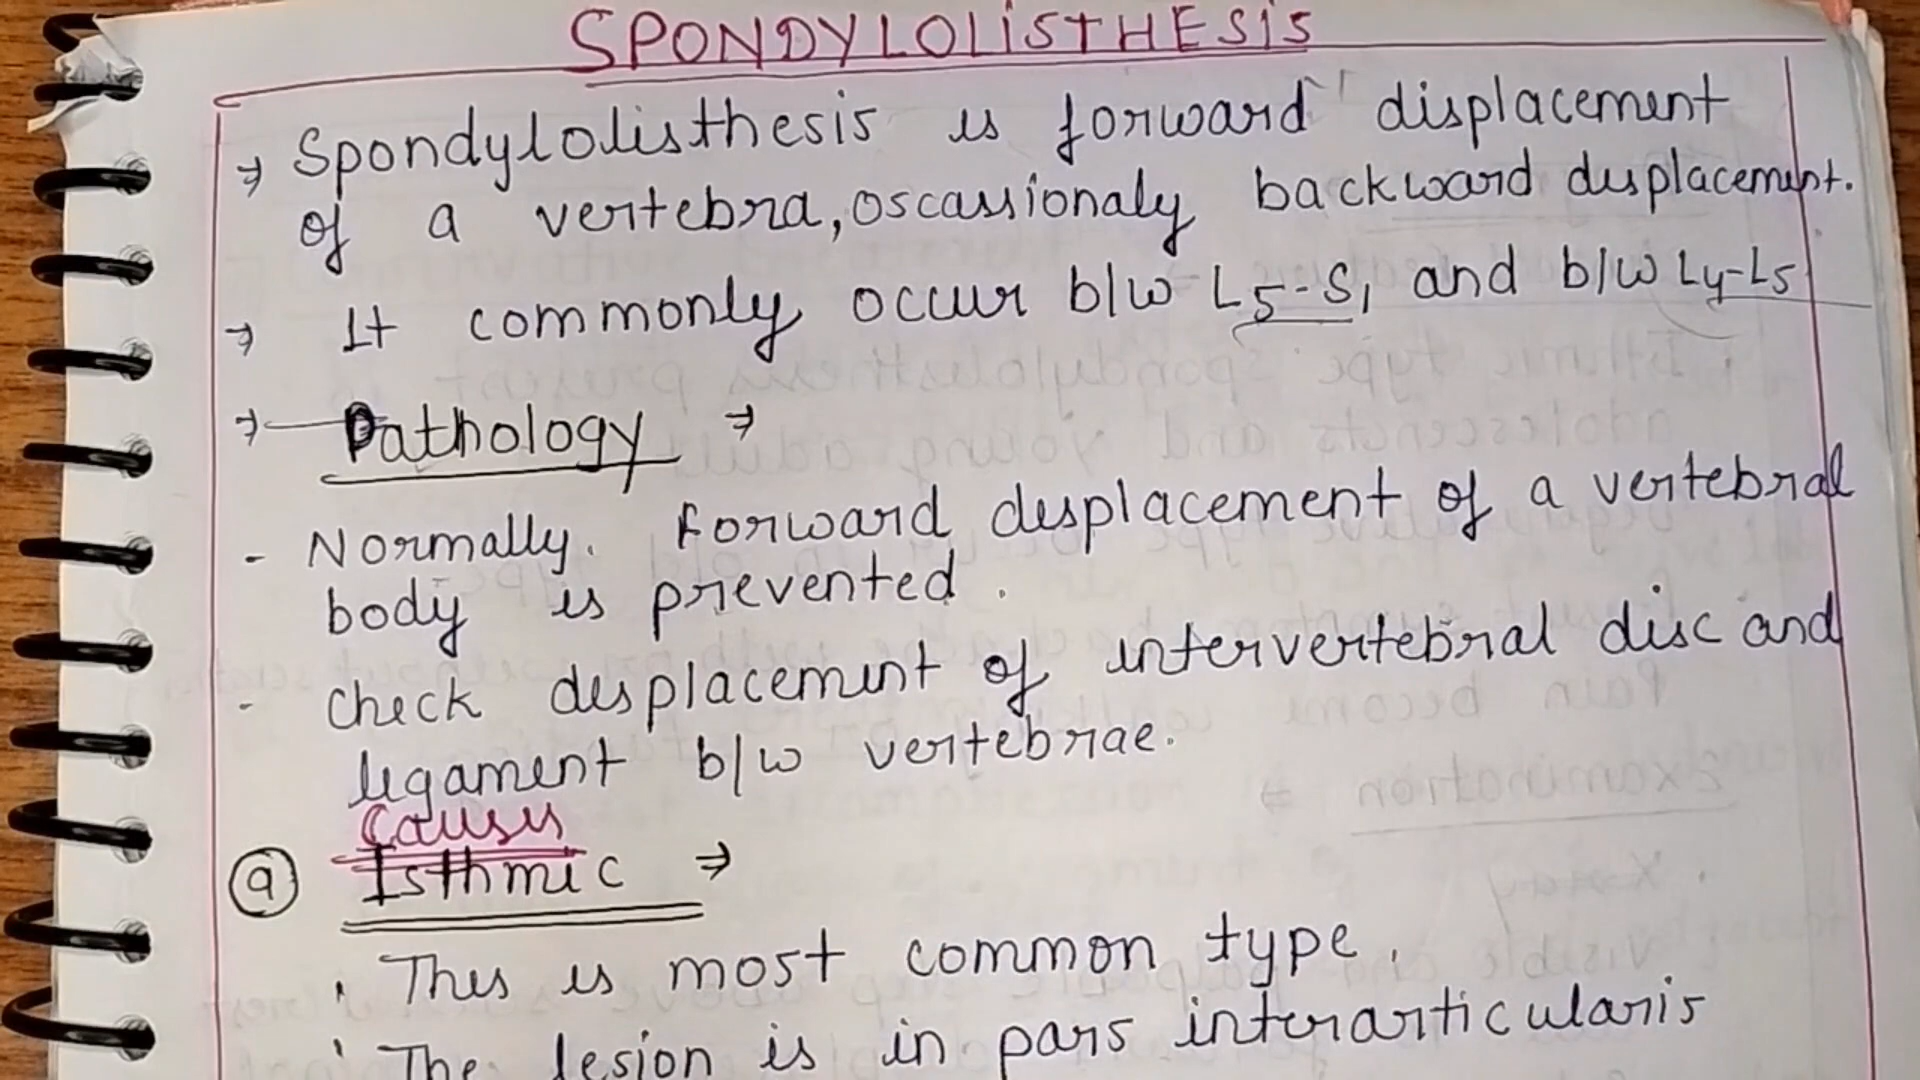 SPONDYLOLISTHESIS
⇒ Spondylolisthesis is forward displacement
of a vertebra, oscassionaly backward displacement.
⇒ It commonly occur b/w L5-S1 and b/w L4-L5
⇒ Pathology ⇒
- Normally. Forward displacement of a vertebral
body is prevented.
- Check displacement of intervertebral disc and
ligament b/w vertebrae.
Causes
(a) Isthmic ⇒
• This is most common type.
• The lesion is in pars interarticularis